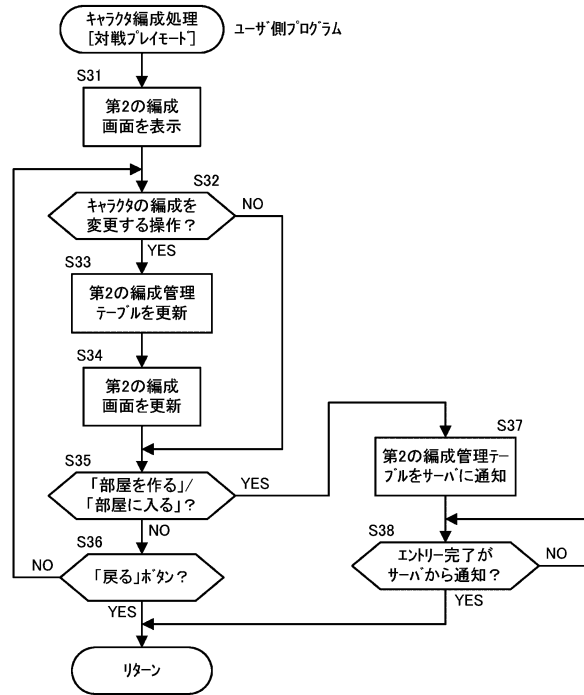 キャラクタ編成処理
[対戦プレイモード]
ユーザ側プログラム
S31
第2の編成
画面を表示
S32
キャラクタの編成を
変更する操作？
NO
YES
S33
第2の編成管理
テーブルを更新
S34
第2の編成
画面を更新
S35
「部屋を作る」/
「部屋に入る」？
YES
NO
S36
「戻る」ボタン？
NO
YES
S37
第2の編成管理テー
ブルをサーバに通知
S38
エントリー完了が
サーバから通知？
NO
YES
リターン